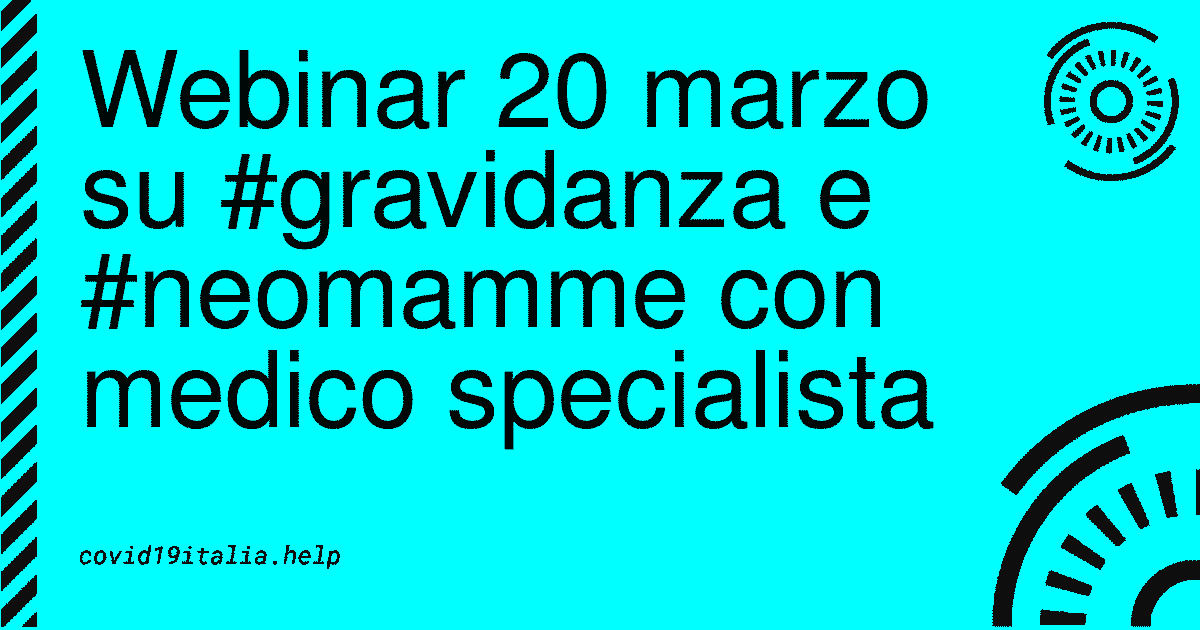 Webinar 20 marzo
su #gravidanza e
#neomamme con
medico specialista
covid19italia.help